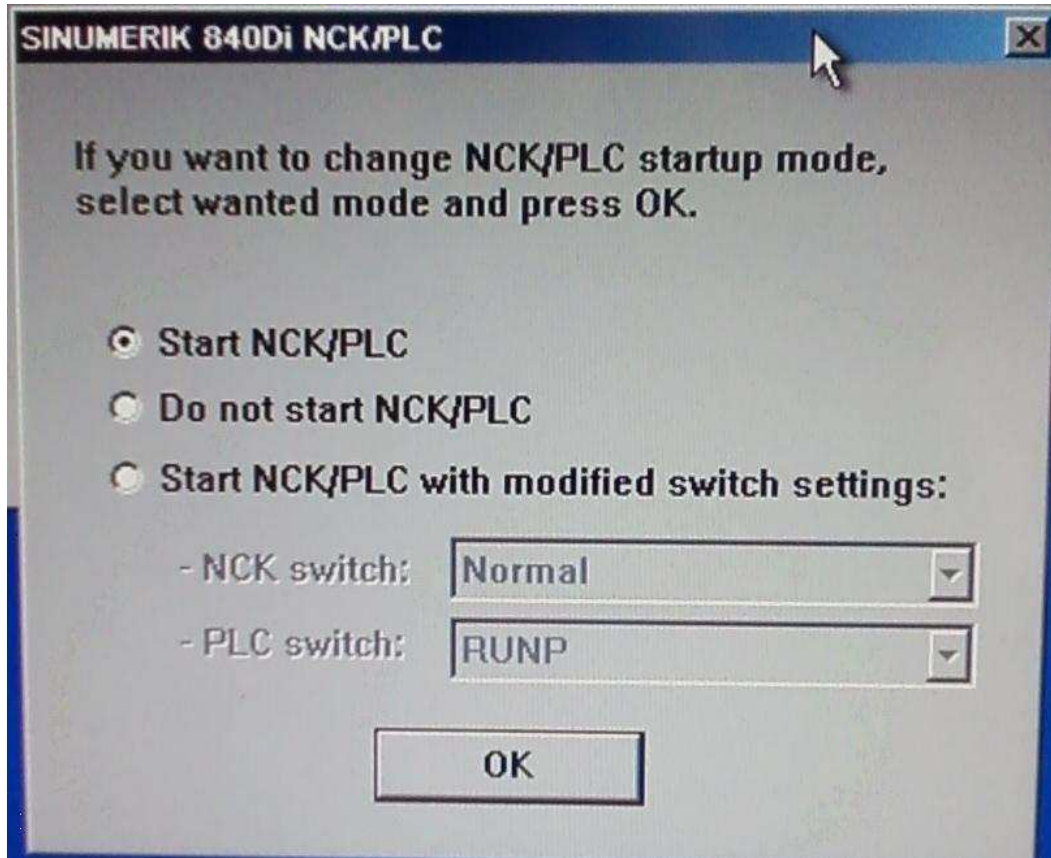 SINUMERIK 840Di NCK/PLC
If you want to change NCK/PLC startup mode,
select wanted mode and press OK.
Start NCK/PLC
Do not start NCK/PLC
Start NCK/PLC with modified switch settings:
- NCK switch: Normal
- PLC switch: RUNP
OK